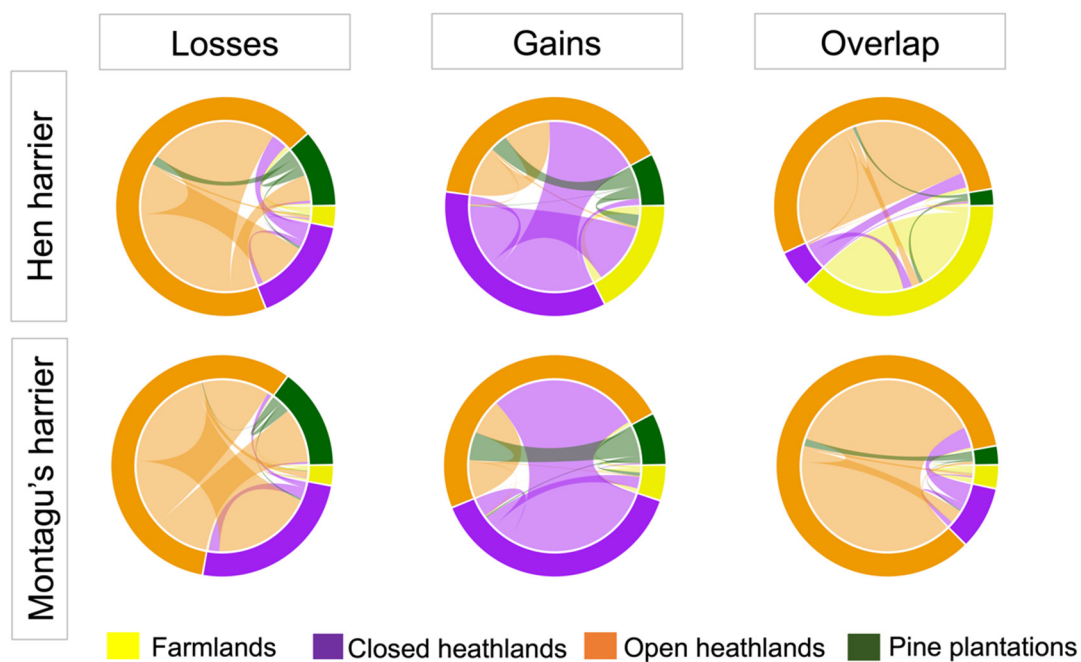 Losses
Gains
Overlap
Hen harrier
Montagu's harrier
Farmlands
Closed heathlands
Open heathlands
Pine plantations